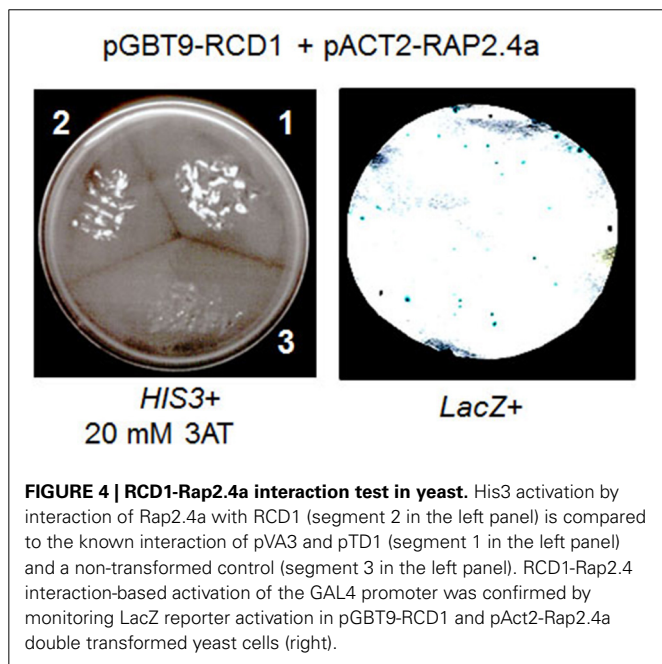 pGBT9-RCD1 + pACT2-RAP2.4a
2
1
3
HIS3+
20 mM 3AT
LacZ+
FIGURE 4 | RCD1-Rap2.4a interaction test in yeast. His3 activation by
interaction of Rap2.4a with RCD1 (segment 2 in the left panel) is compared
to the known interaction of pVA3 and pTD1 (segment 1 in the left panel)
and a non-transformed control (segment 3 in the left panel). RCD1-Rap2.4
interaction-based activation of the GAL4 promoter was confirmed by
monitoring LacZ reporter activation in pGBT9-RCD1 and pAct2-Rap2.4a
double transformed yeast cells (right).